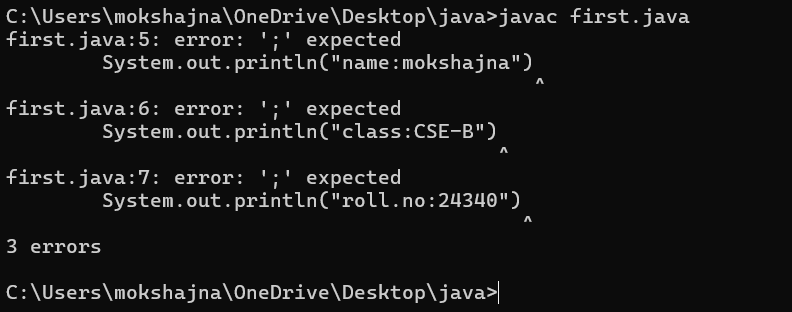 C:\Users\mokshajna\OneDrive\Desktop\java>javac first.java
first.java:5: error: ';' expected
        System.out.println("name:mokshajna")
                                            ^
first.java:6: error: ';' expected
        System.out.println("class:CSE-B")
                                         ^
first.java:7: error: ';' expected
        System.out.println("roll.no:24340")
                                           ^
3 errors

C:\Users\mokshajna\OneDrive\Desktop\java>